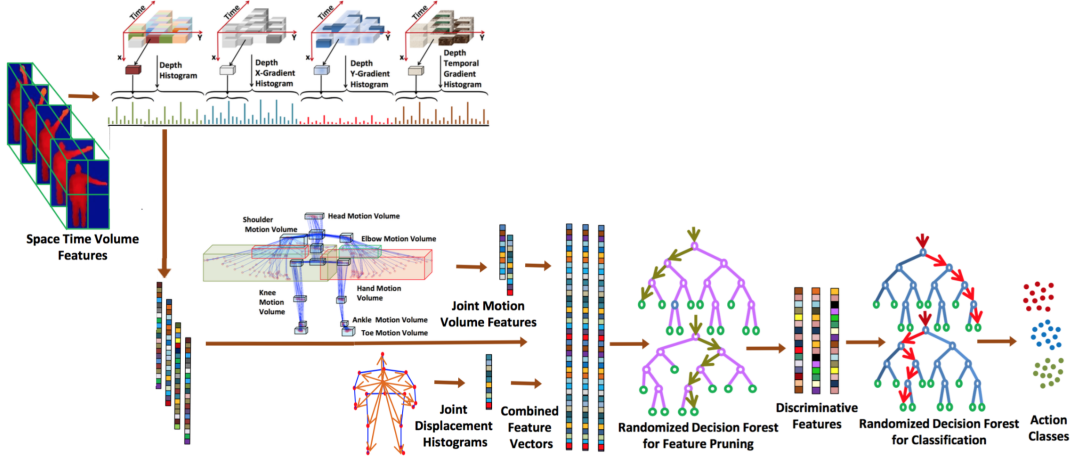 Time
Y
X
Time
Y
X
Time
Y
X
Time
Y
X
Depth
Histogram
Depth
X-Gradient
Histogram
Depth
Y-Gradient
Histogram
Depth
Temporal
Gradient
Histogram
Space Time Volume
Features
Head Motion Volume
Shoulder
Motion Volume
Elbow Motion Volume
Hand Motion
Volume
Knee
Motion
Volume
Ankle Motion Volume
Toe Motion Volume
Joint Motion
Volume Features
Joint
Displacement
Histograms
Combined
Feature
Vectors
Randomized Decision Forest
for Feature Pruning
Discriminative
Features
Randomized Decision Forest
for Classification
Action
Classes